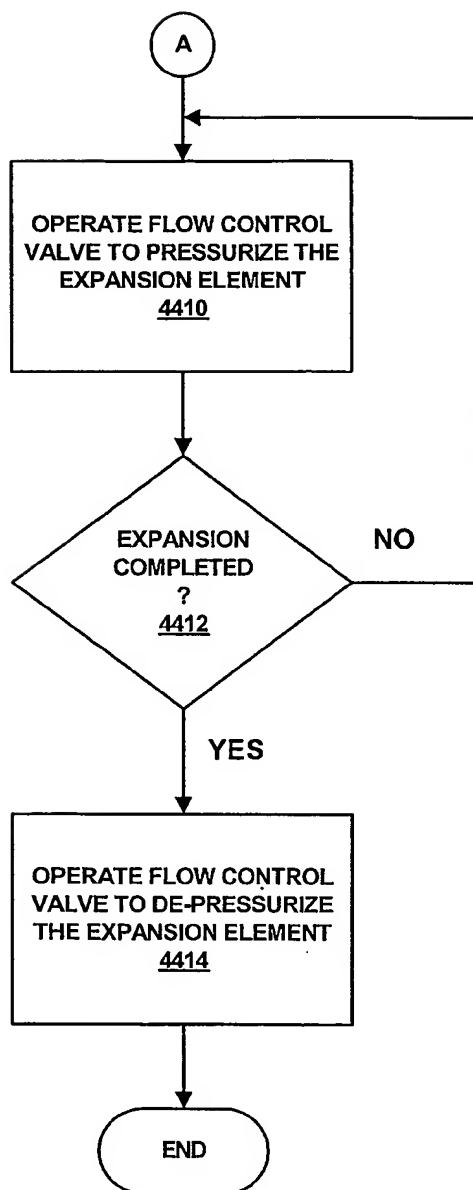 A
OPERATE FLOW CONTROL
VALVE TO PRESSURIZE THE
EXPANSION ELEMENT
4410
EXPANSION
COMPLETED
?
4412
NO
YES
OPERATE FLOW CONTROL
VALVE TO DE-PRESSURIZE
THE EXPANSION ELEMENT
4414
END